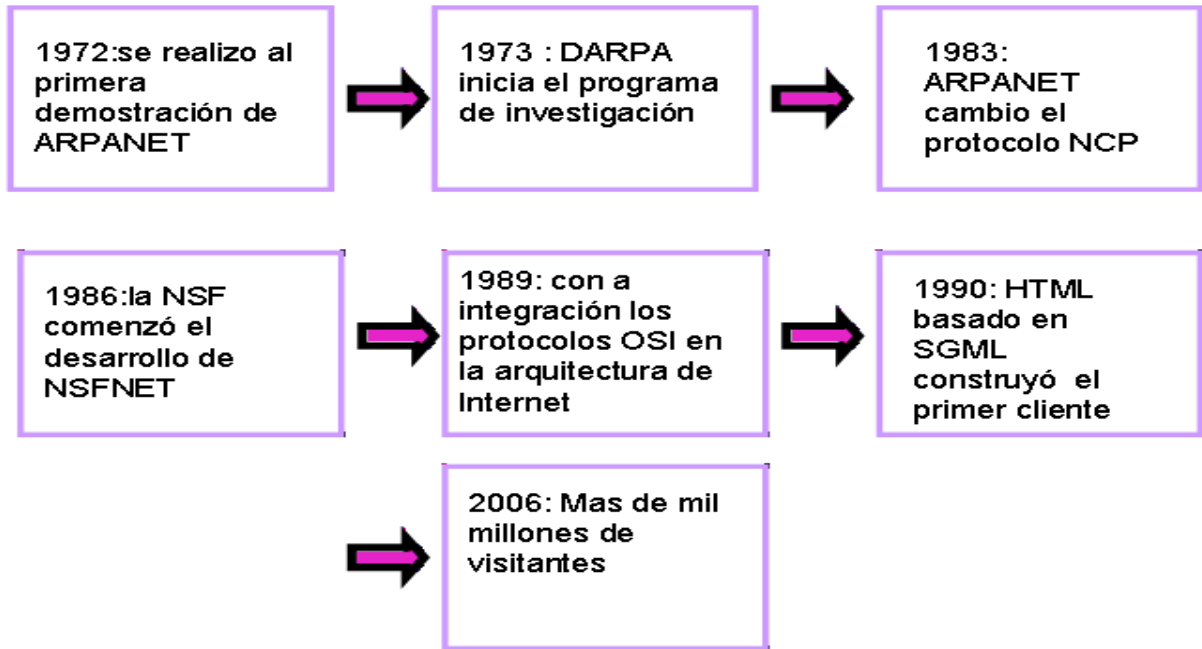 1972:se realizo al
primera
demostración de
ARPANET
1973 : DARPA
inicia el programa
de investigación
1983:
ARPANET
cambio el
protocolo NCP
1986:la NSF
comenzó el
desarrollo de
NSFNET
1989: con a
integración los
protocolos OSI en
la arquitectura de
Internet
1990: HTML
basado en
SGML
construyó el
primer cliente
2006: Mas de mil
millones de
visitantes